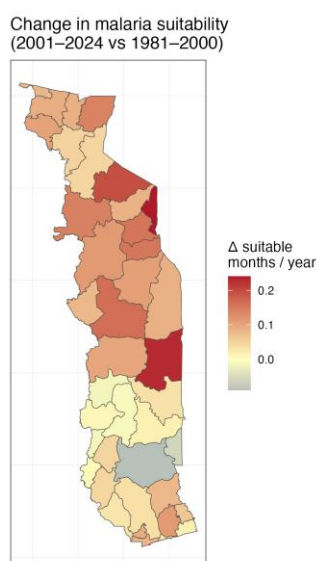 Change in malaria suitability
(2001–2024 vs 1981–2000)
Δ suitable
months / year
0.2
0.1
0.0